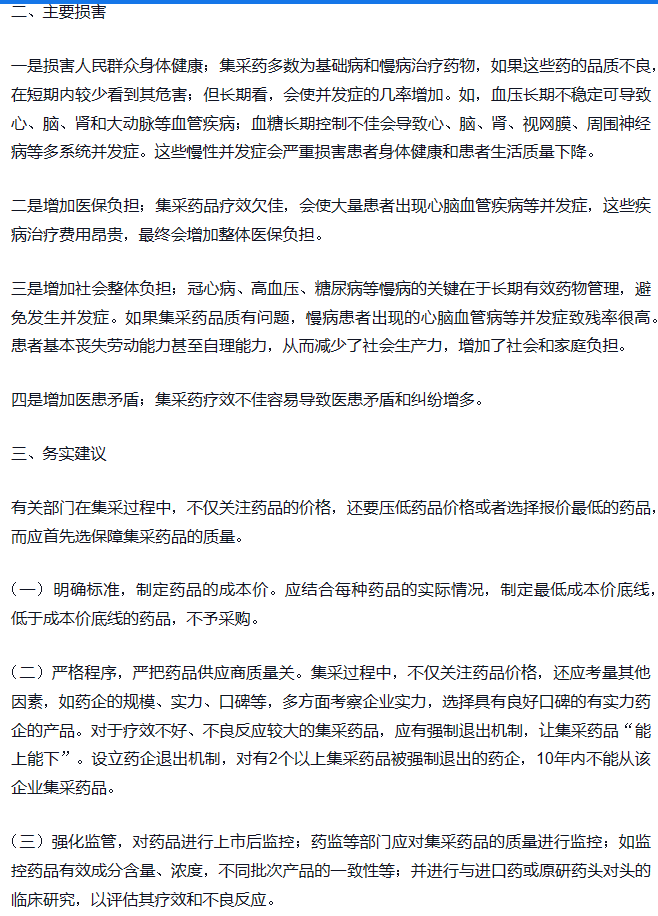 二、主要损害
一是损害人民群众身体健康；集采药多数为基础病和慢病治疗药物，如果这些药的品质不良，
在短期内较少看到其危害；但长期看，会使并发症的几率增加。如，血压长期不稳定可导致
心、脑、肾和大动脉等血管疾病；血糖长期控制不佳会导致心、脑、肾、视网膜、周围神经
病等多系统并发症。这些慢性并发症会严重损害患者身体健康和患者生活质量下降。
二是增加医保负担；集采药品疗效欠佳，会使大量患者出现心脑血管疾病等并发症，这些疾
病治疗费用昂贵，最终会增加整体医保负担。
三是增加社会整体负担；冠心病、高血压、糖尿病等慢病的关键在于长期有效药物管理，避
免发生并发症。如果集采药品质有问题，慢病患者出现的心脑血管病等并发症致残率很高。
患者基本丧失劳动能力甚至自理能力，从而减少了社会生产力，增加了社会和家庭负担。
四是增加医患矛盾；集采药疗效不佳容易导致医患矛盾和纠纷增多。
三、务实建议
有关部门在集采过程中，不仅关注药品的价格，还要压低药品价格或者选择报价最低的药品，
而应首先选保障集采药品的质量。
（一）明确标准，制定药品的成本价。应结合每种药品的实际情况，制定最低成本价底线，
低于成本价底线的药品，不予采购。
（二）严格程序，严把药品供应商质量关。集采过程中，不仅关注药品价格，还应考量其他
因素，如药企的规模、实力、口碑等，多方面考察企业实力，选择具有良好口碑的有实力药
企的产品。对于疗效不好、不良反应较大的集采药品，应有强制退出机制，让集采药品“能
上能下”。设立药企退出机制，对有2个以上集采药品被强制退出的药企，10年内不能从该
企业集采药品。
（三）强化监管，对药品进行上市后监控；药监等部门应对集采药品的质量进行监控；如监
控药品有效成分含量、浓度，不同批次产品的一致性等；并进行与进口药或原研药头对头的
临床研究，以评估其疗效和不良反应。